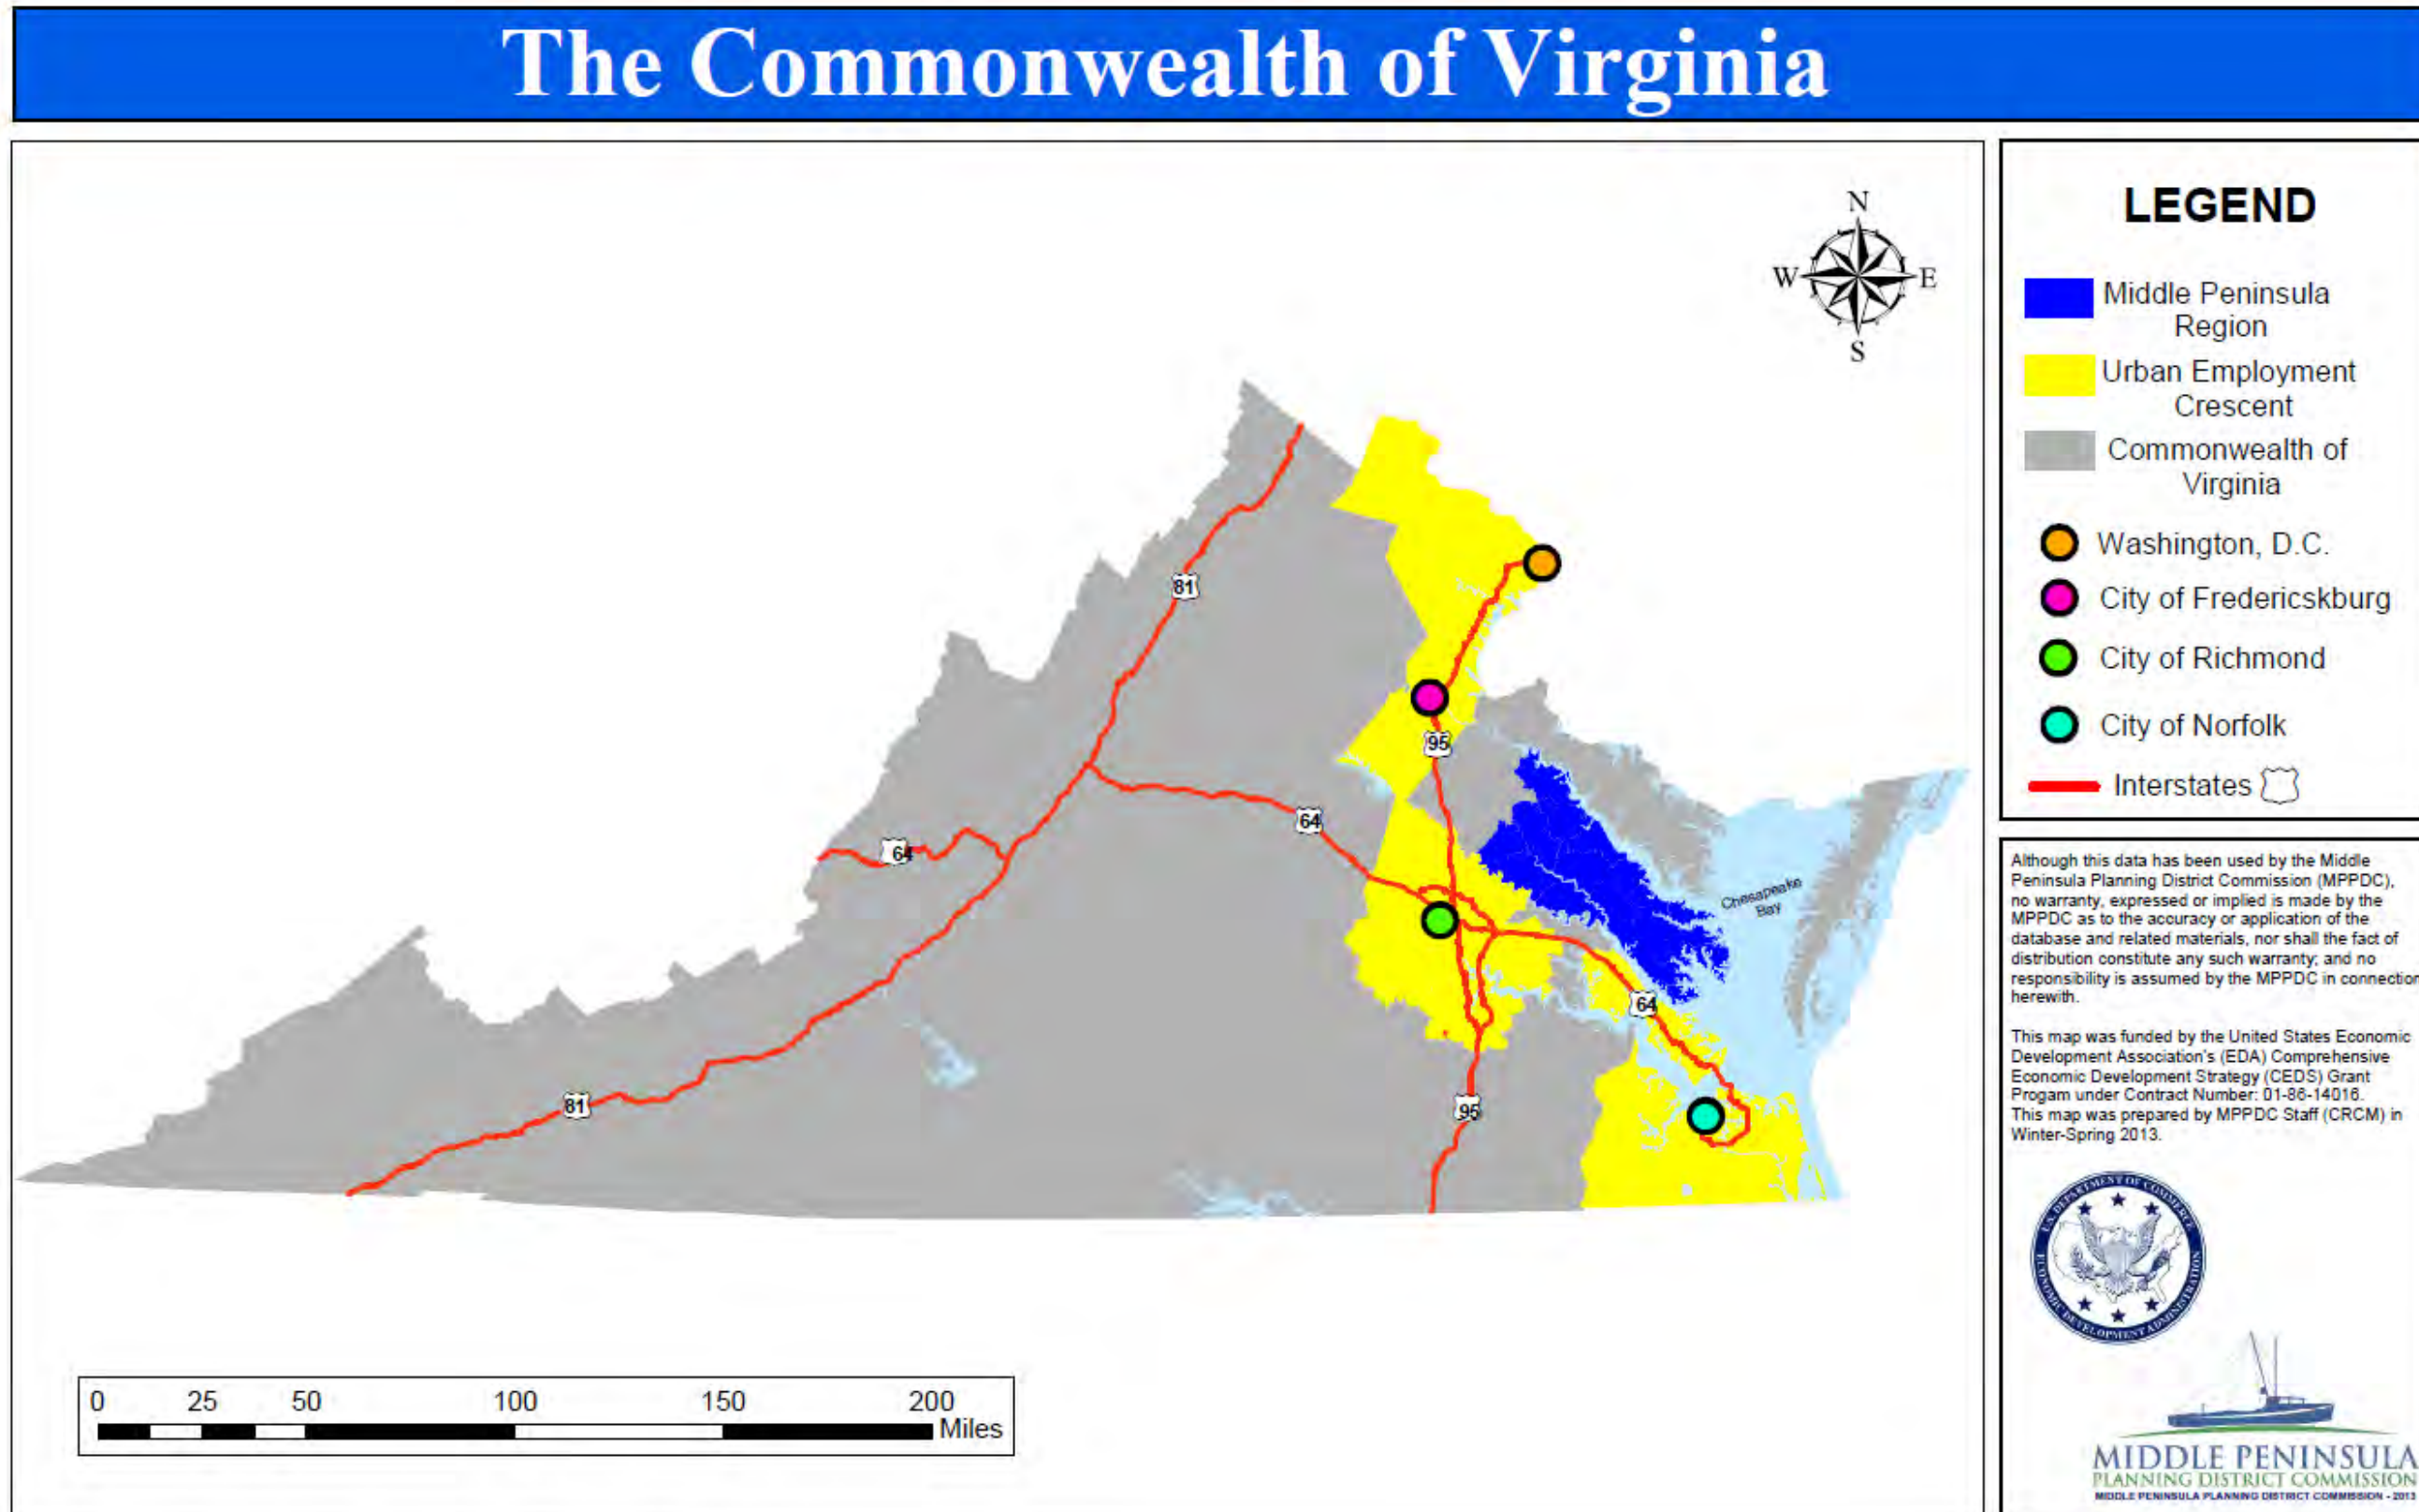 The Commonwealth of Virginia
N
W
E
S
81
64
64
95
64
81
95
Chesapeake
Bay
0 25 50 100 150 200
Miles
LEGEND
Middle Peninsula
Region
Urban Employment
Crescent
Commonwealth of
Virginia
Washington, D.C.
City of Fredericskburg
City of Richmond
City of Norfolk
Interstates
Although this data has been used by the Middle
Peninsula Planning District Commission (MPPDC),
no warranty, expressed or implied is made by the
MPPDC as to the accuracy or application of the
database and related materials, nor shall the fact of
distribution constitute any such warranty; and no
responsibility is assumed by the MPPDC in connection
herewith.
This map was funded by the United States Economic
Development Association's (EDA) Comprehensive
Economic Development Strategy (CEDS) Grant
Progam under Contract Number: 01-86-14016.
This map was prepared by MPPDC Staff (CRCM) in
Winter-Spring 2013.
U.S. DEPARTMENT OF COMMERCE
ECONOMIC DEVELOPMENT ADMINISTRATION
MIDDLE PENINSULA
PLANNING DISTRICT COMMISSION
MIDDLE PENINSULA PLANNING DISTRICT COMMISSION - 2013